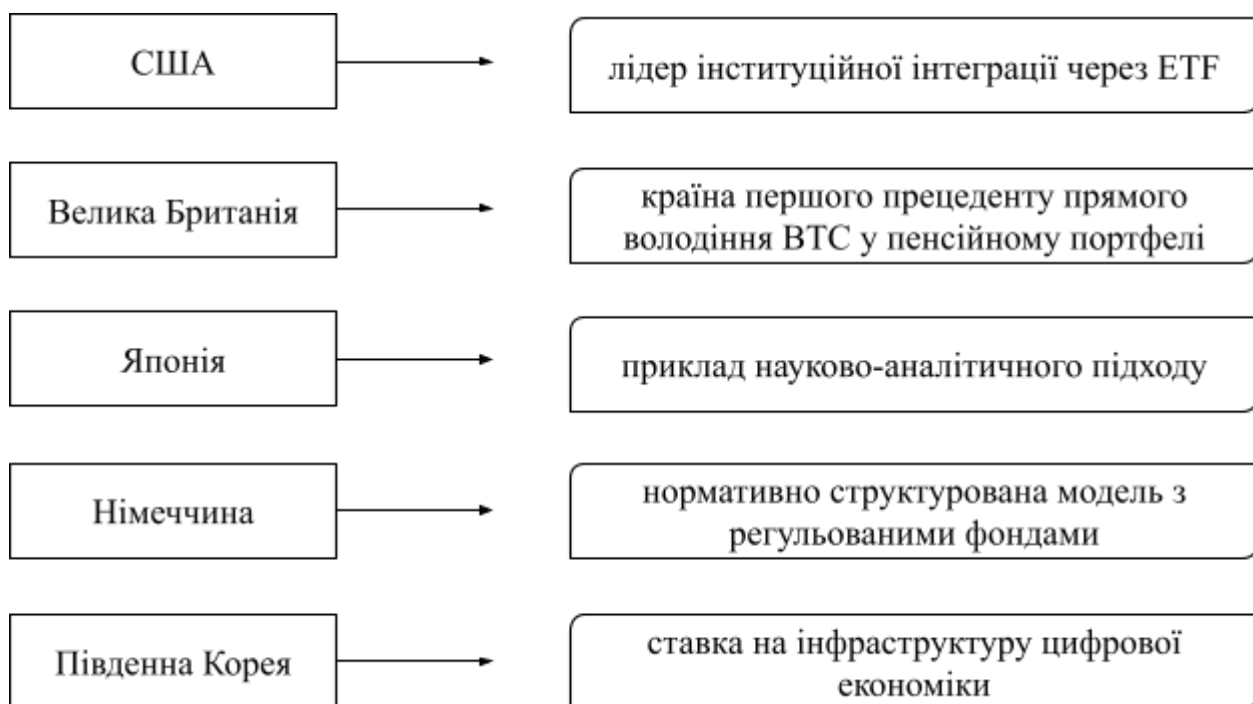 США
лідер інституційної інтеграції через ETF
Велика Британія
країна першого прецеденту прямого
володіння BTC у пенсійному портфелі
Японія
приклад науково-аналітичного підходу
Німеччина
нормативно структурована модель з
регульованими фондами
Південна Корея
ставка на інфраструктуру цифрової
економіки